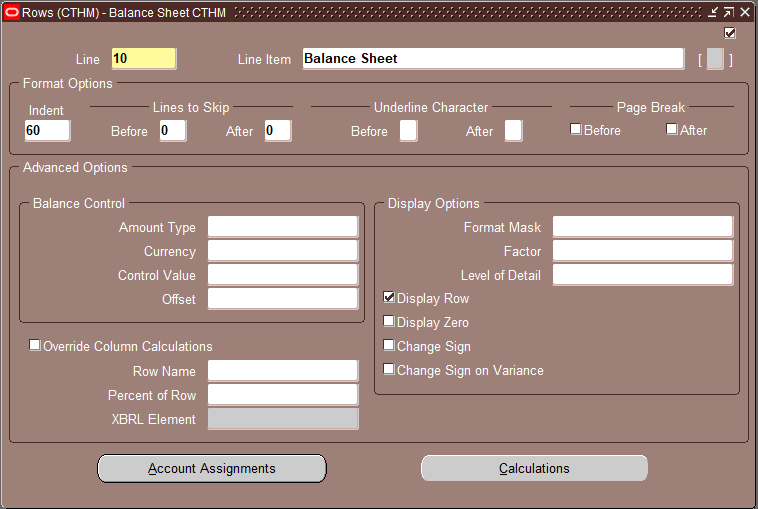 Rows (CTHM) - Balance Sheet CTHM
Line 10 Line Item Balance Sheet [ ]
Format Options
Indent Lines to Skip Underline Character Page Break
60 Before 0 After 0 Before After Before After
Advanced Options
Balance Control
Amount Type
Currency
Control Value
Offset
Display Options
Format Mask
Factor
Level of Detail
Display Row
Display Zero
Change Sign
Change Sign on Variance
Override Column Calculations
Row Name
Percent of Row
XBRL Element
Account Assignments Calculations